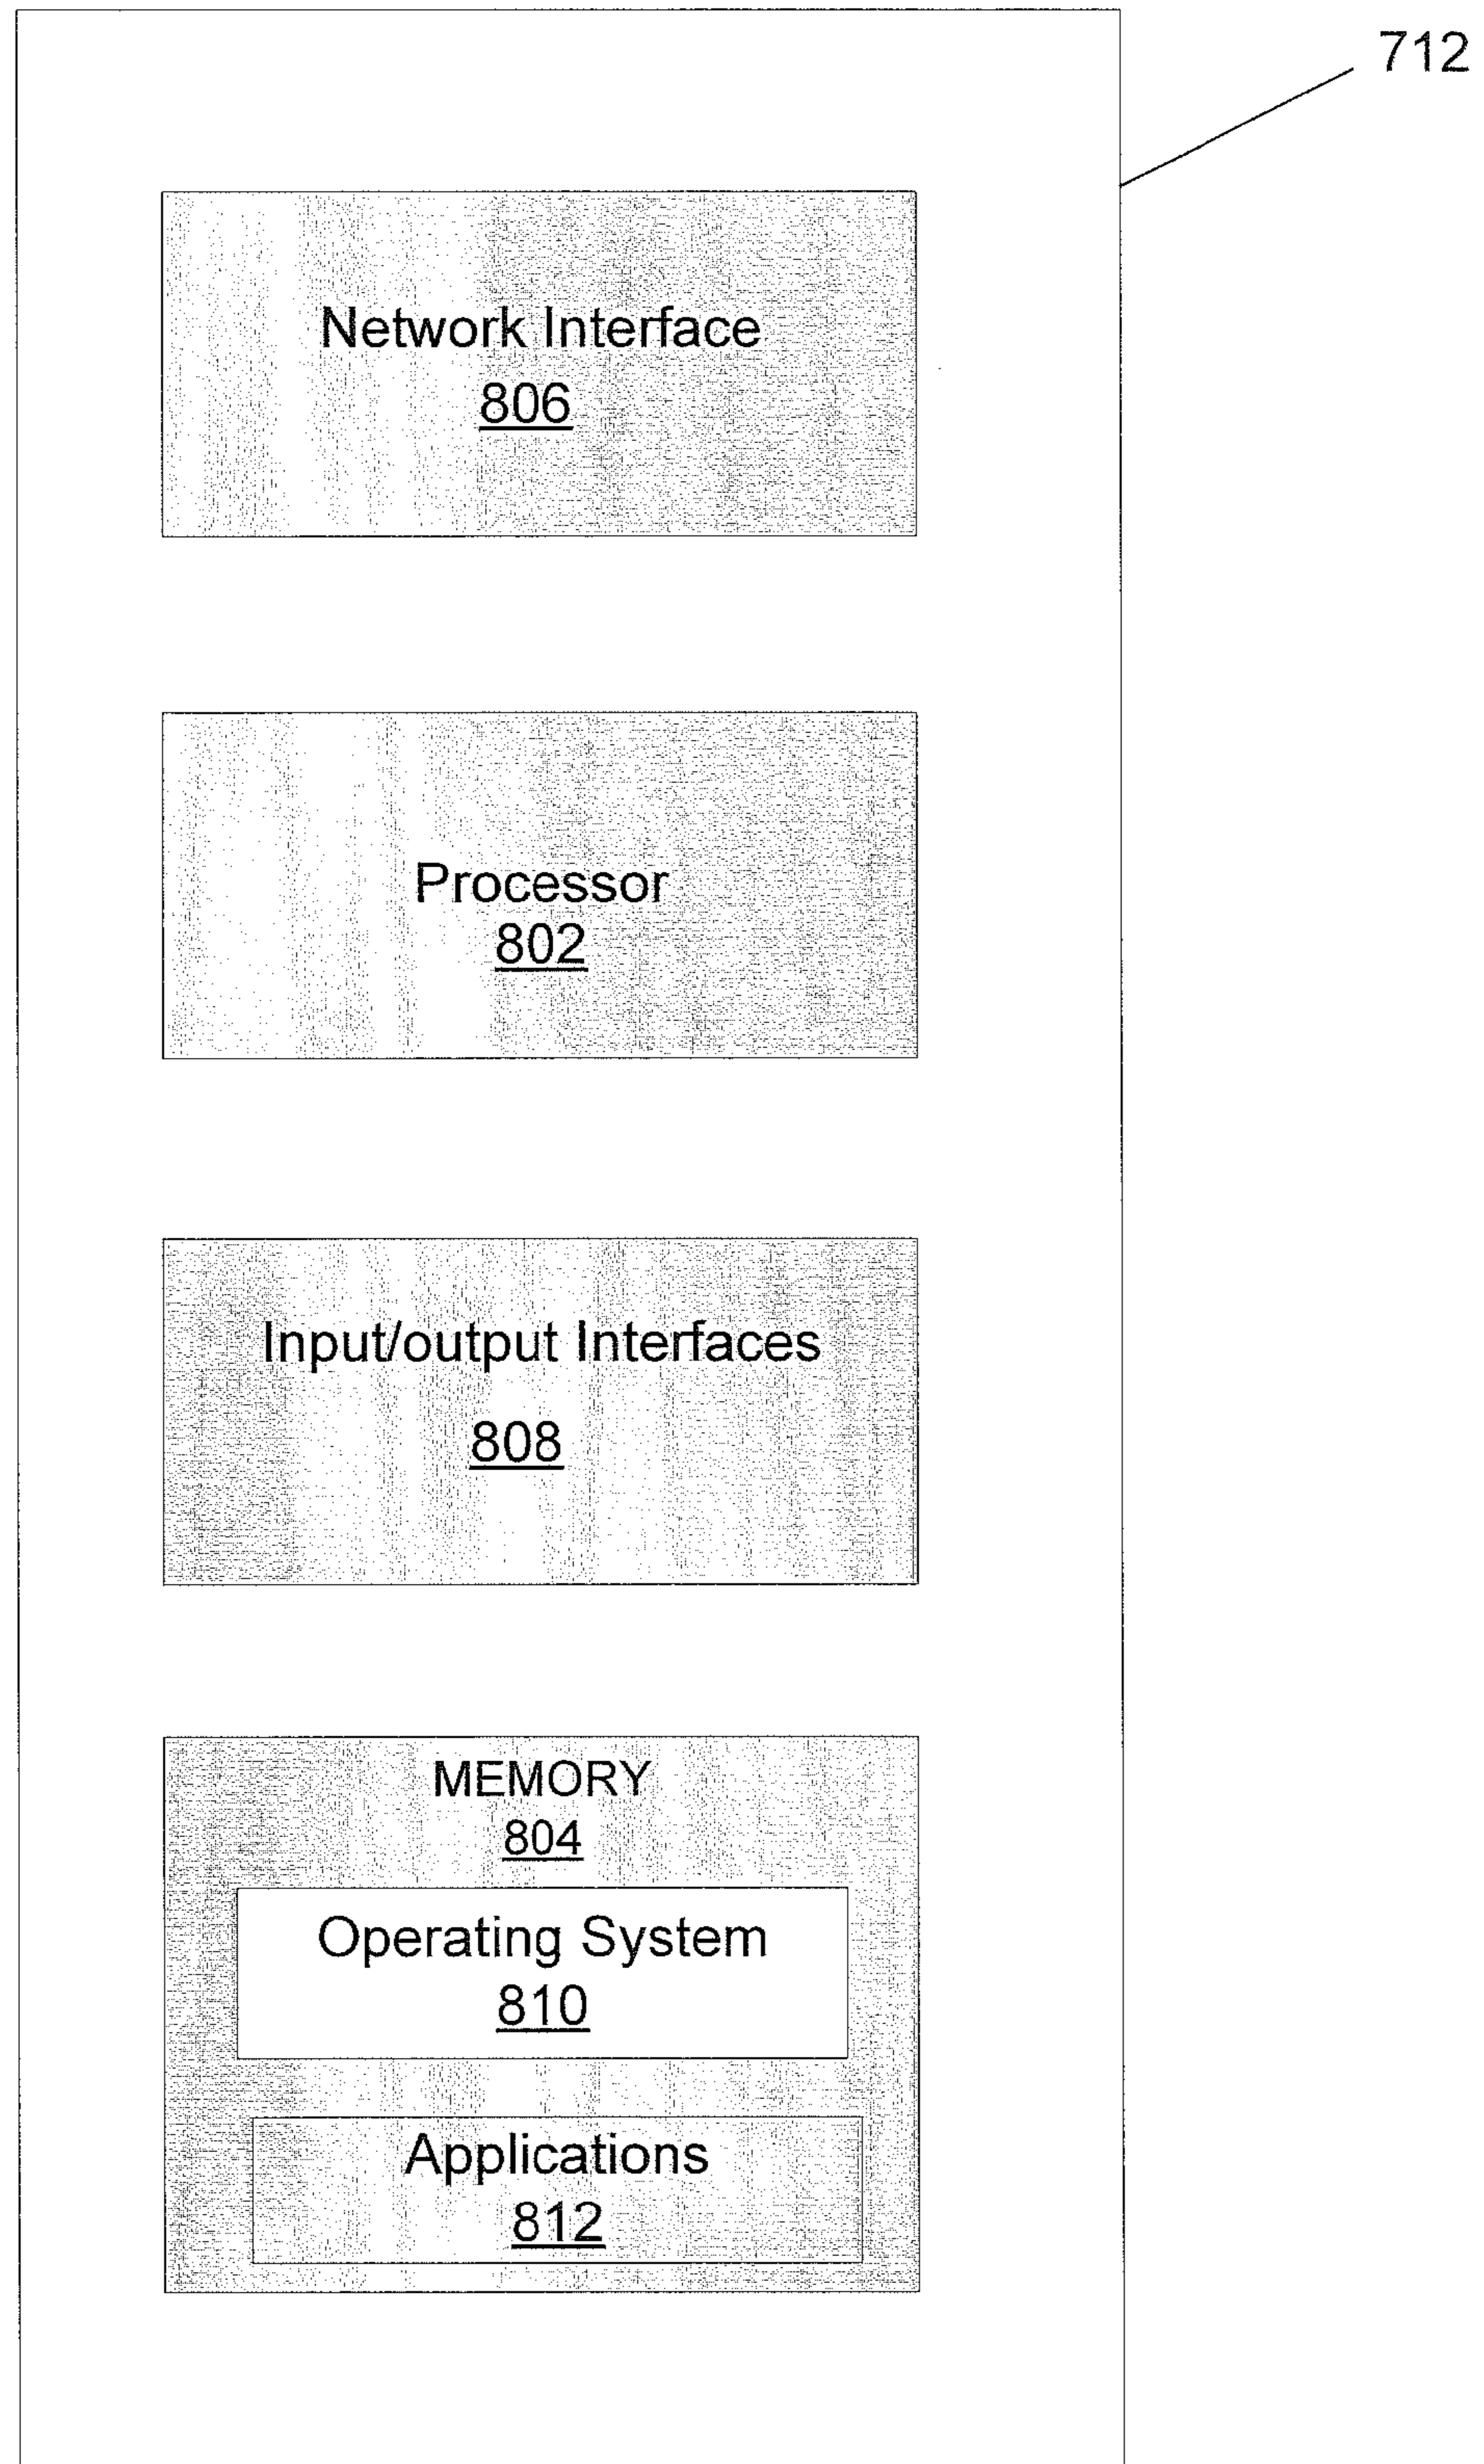 712
Network Interface
806
Processor
802
Input/output Interfaces
808
MEMORY
804
Operating System
810
Applications
812